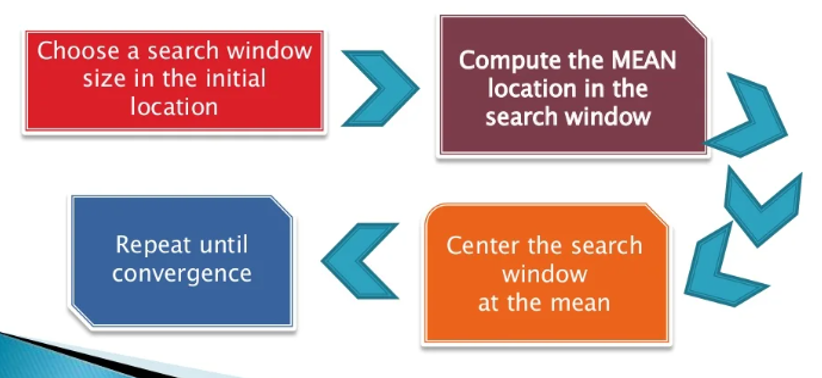 Choose a search window
size in the initial
location
Compute the MEAN
location in the
search window
Center the search
window
at the mean
Repeat until
convergence